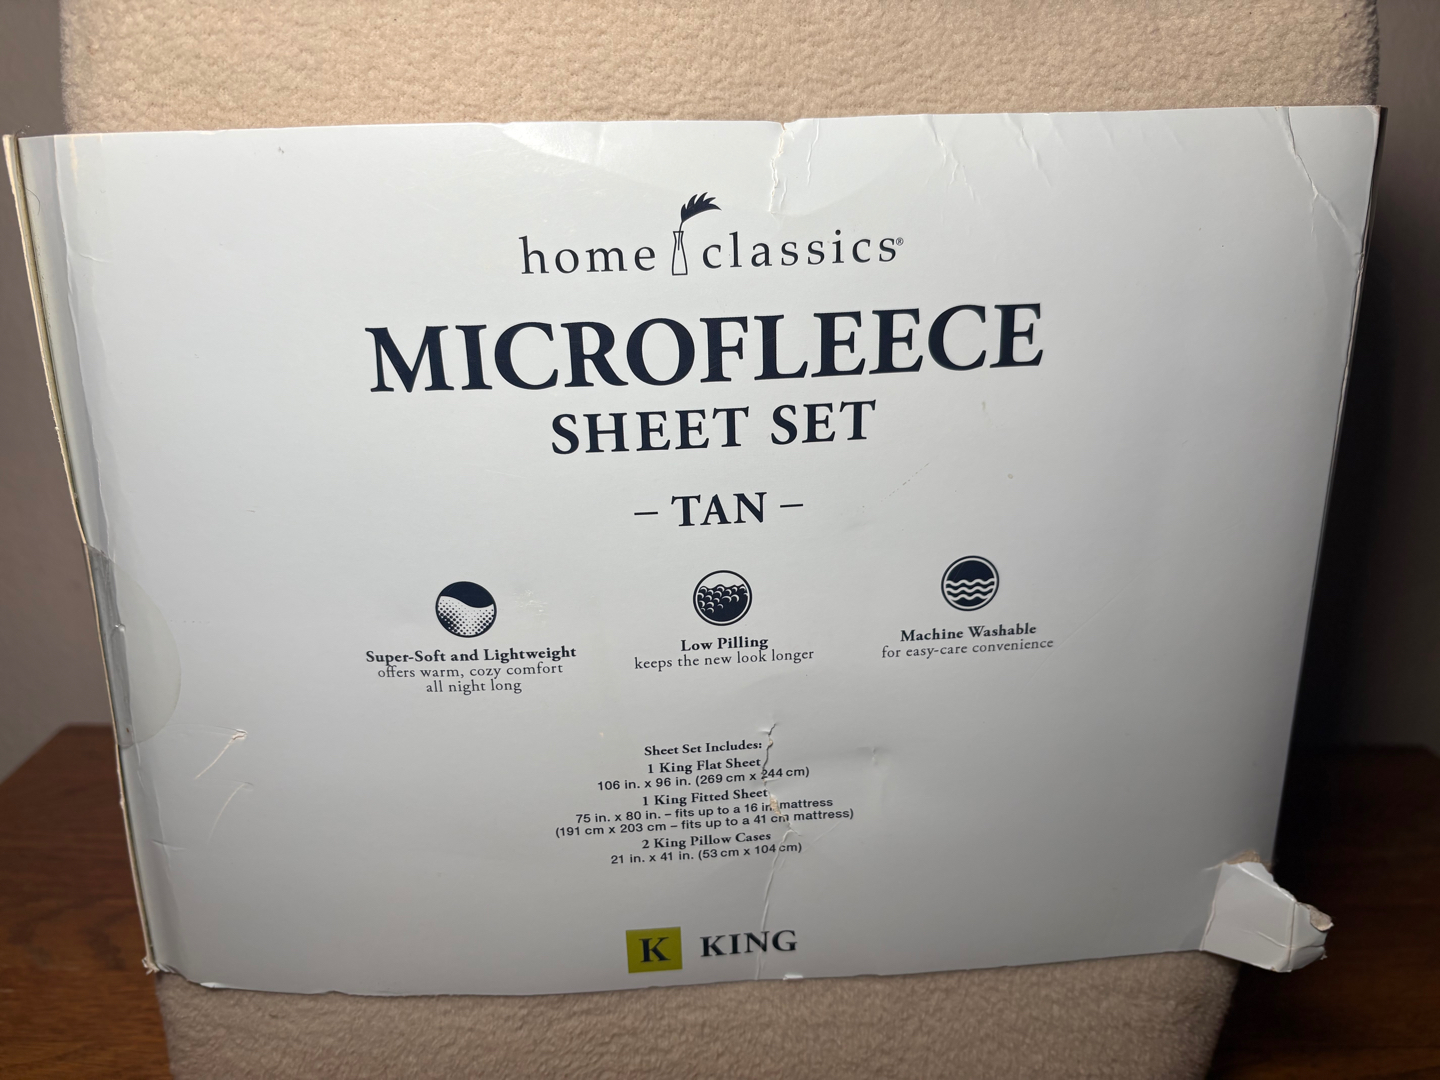 home classics®
MICROFLEECE
SHEET SET
– TAN –
Super-Soft and Lightweight
offers warm, cozy comfort
all night long
Low Pilling
keeps the new look longer
Machine Washable
for easy-care convenience
Sheet Set Includes:
1 King Flat Sheet
106 in. x 96 in. (269 cm x 244 cm)
1 King Fitted Sheet
75 in. x 80 in. – fits up to a 16 in. mattress
(191 cm x 203 cm – fits up to a 41 cm mattress)
2 King Pillow Cases
21 in. x 41 in. (53 cm x 104 cm)
K KING